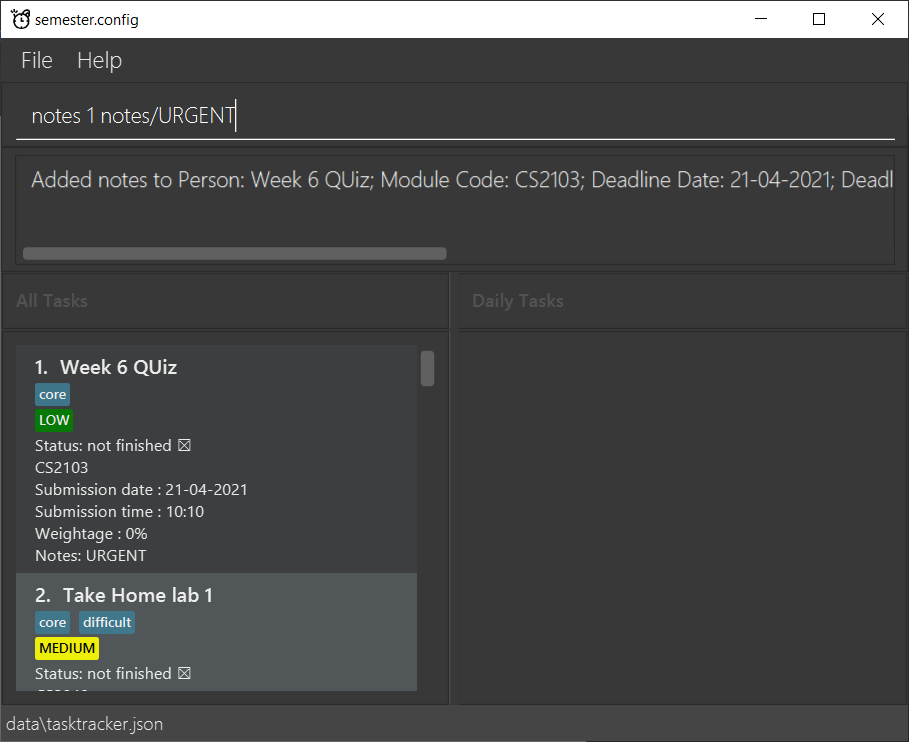 semester.config
File Help
notes 1 notes/URGENT
Added notes to Person: Week 6 QUiz; Module Code: CS2103; Deadline Date: 21-04-2021; Deadl
All Tasks
Daily Tasks
1. Week 6 QUiz
core
LOW
Status: not finished ☒
CS2103
Submission date : 21-04-2021
Submission time : 10:10
Weightage : 0%
Notes: URGENT
2. Take Home lab 1
core difficult
MEDIUM
Status: not finished ☒
data\tasktracker.json